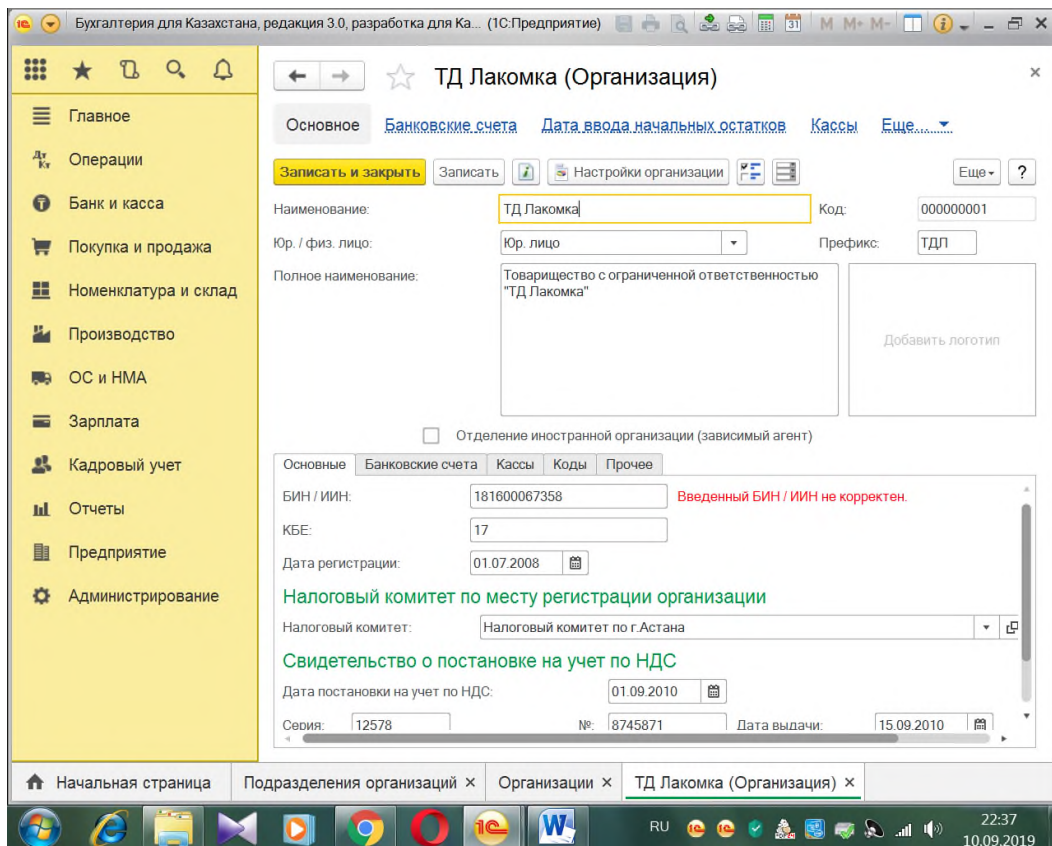 Бухгалтерия для Казахстана, редакция 3.0, разработка для Ка... (1С:Предприятие) M M+ M-
ТД Лакомка (Организация)
Главное
Операции
Банк и касса
Покупка и продажа
Номенклатура и склад
Производство
ОС и НМА
Зарплата
Кадровый учет
Отчеты
Предприятие
Администрирование
Основное Банковские счета Дата ввода начальных остатков Кассы Еще...
Записать и закрыть Записать Настройки организации Еще ?
Наименование: ТД Лакомка Код: 000000001
Юр. / физ. лицо: Юр. лицо Префикс: ТДЛ
Полное наименование: Товарищество с ограниченной ответственностью
"ТД Лакомка"
Добавить логотип
Отделение иностранной организации (зависимый агент)
Основные Банковские счета Кассы Коды Прочее
БИН / ИИН: 181600067358 Введенный БИН / ИИН не корректен.
КБЕ: 17
Дата регистрации: 01.07.2008
Налоговый комитет по месту регистрации организации
Налоговый комитет: Налоговый комитет по г.Астана
Свидетельство о постановке на учет по НДС
Дата постановки на учет по НДС: 01.09.2010
Серия: 12578 №: 8745871 Дата выдачи: 15.09.2010
Начальная страница Подразделения организаций × Организации × ТД Лакомка (Организация) ×
RU 22:37
10.09.2019